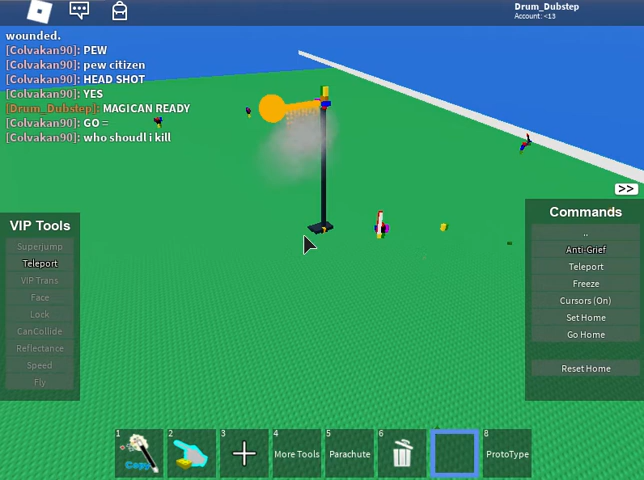 Drum_Dubstep
Account: <13
wounded.
[Colvakan90]: PEW
[Colvakan90]: pew citizen
[Colvakan90]: HEAD SHOT
[Colvakan90]: YES
[Drum_Dubstep]: MAGICAN READY
[Colvakan90]: GO =
[Colvakan90]: who shoudl i kill
>>
VIP Tools
Superjump
Teleport
VIP Trans
Face
Lock
CanCollide
Reflectance
Speed
Fly
Commands
..
Anti-Grief
Teleport
Freeze
Cursors (On)
Set Home
Go Home
Reset Home
1
Copy
2
3
4
More Tools
5
Parachute
6
8
ProtoType